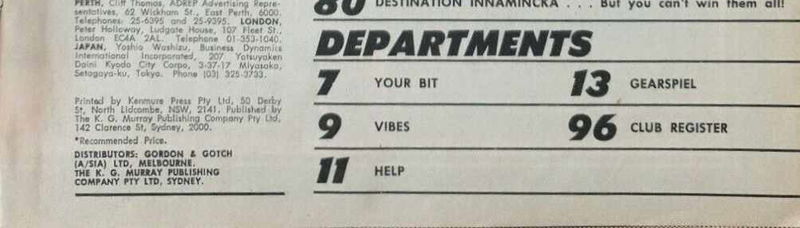 PERTH, Cliff Thomas, ADREP Advertising Repre-
sentatives, 62 Wickham St., East Perth, 6000.
Telephones: 25-6395 and 25-9395. LONDON,
Peter Holloway, Ludgate House, 107 Fleet St.,
London EC4A 2AL. Telephone 01-353-1040.
JAPAN, Yoshio Washizu, Business Dynamics
International Incorporated, 207 Yotsuyaken
Daini Kyodo City Corpo, 3-37-17 Miyasaka,
Setagaya-ku, Tokyo. Phone (03) 325-3733.
Printed by Kenmure Press Pty Ltd, 50 Derby
St, North Lidcombe, NSW, 2141. Published by
The K. G. Murray Publishing Company Pty Ltd,
142 Clarence St, Sydney, 2000.
*Recommended Price.
DISTRIBUTORS: GORDON & GOTCH
(A/SIA) LTD, MELBOURNE.
THE K. G. MURRAY PUBLISHING
COMPANY PTY LTD, SYDNEY.
80 DESTINATION INNAMINCKA . . . But you can't win them all!
DEPARTMENTS
7 YOUR BIT
13 GEARSPIEL
9 VIBES
96 CLUB REGISTER
11 HELP